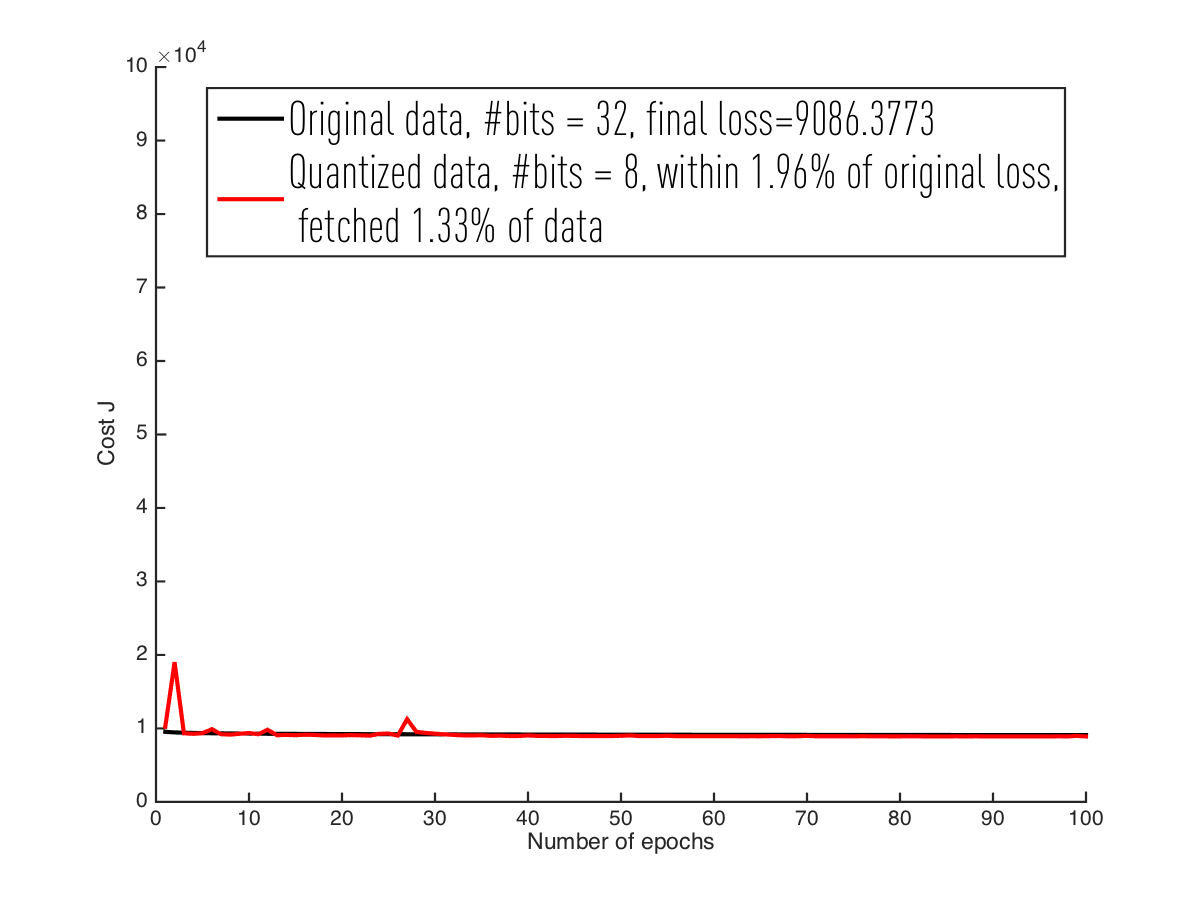 ×10^4
10
9
8
7
6
5
4
3
2
1
0
Cost J
Original data, #bits = 32, final loss=9086.3773
Quantized data, #bits = 8, within 1.96% of original loss,
fetched 1.33% of data
0 10 20 30 40 50 60 70 80 90 100
Number of epochs